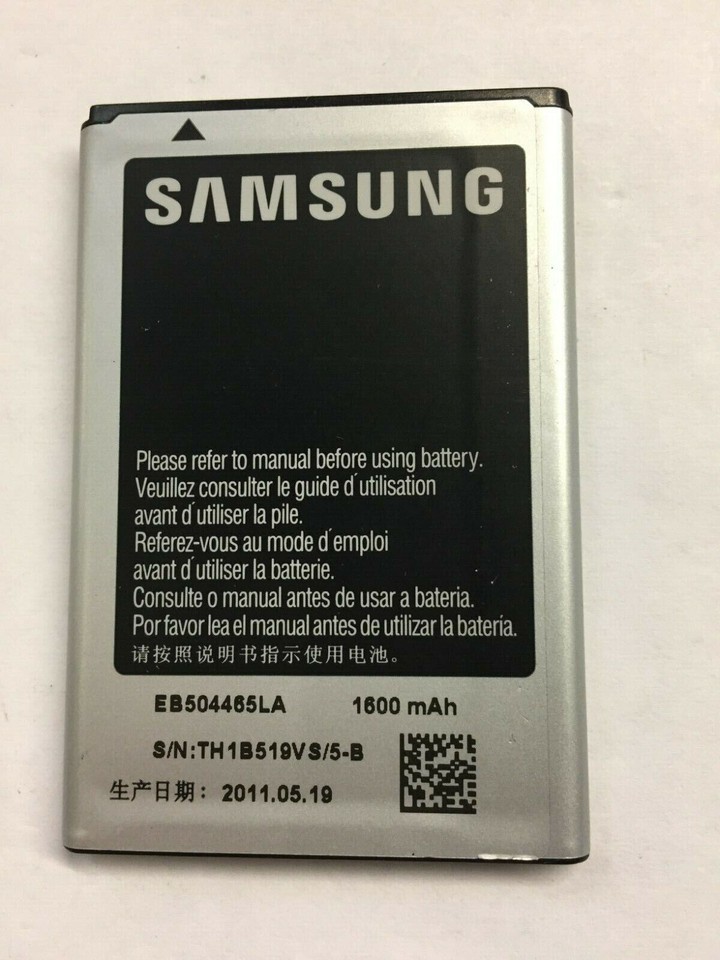 SAMSUNG
Please refer to manual before using battery.
Veuillez consulter le guide d'utilisation
avant d'utiliser la pile.
Referez-vous au mode d'emploi
avant d'utiliser la batterie.
Consulte o manual antes de usar a bateria.
Por favor lea el manual antes de utilizar la batería.
请按照说明书指示使用电池。
EB504465LA 1600 mAh
S/N:TH1B519VS/5-B
生产日期：2011.05.19